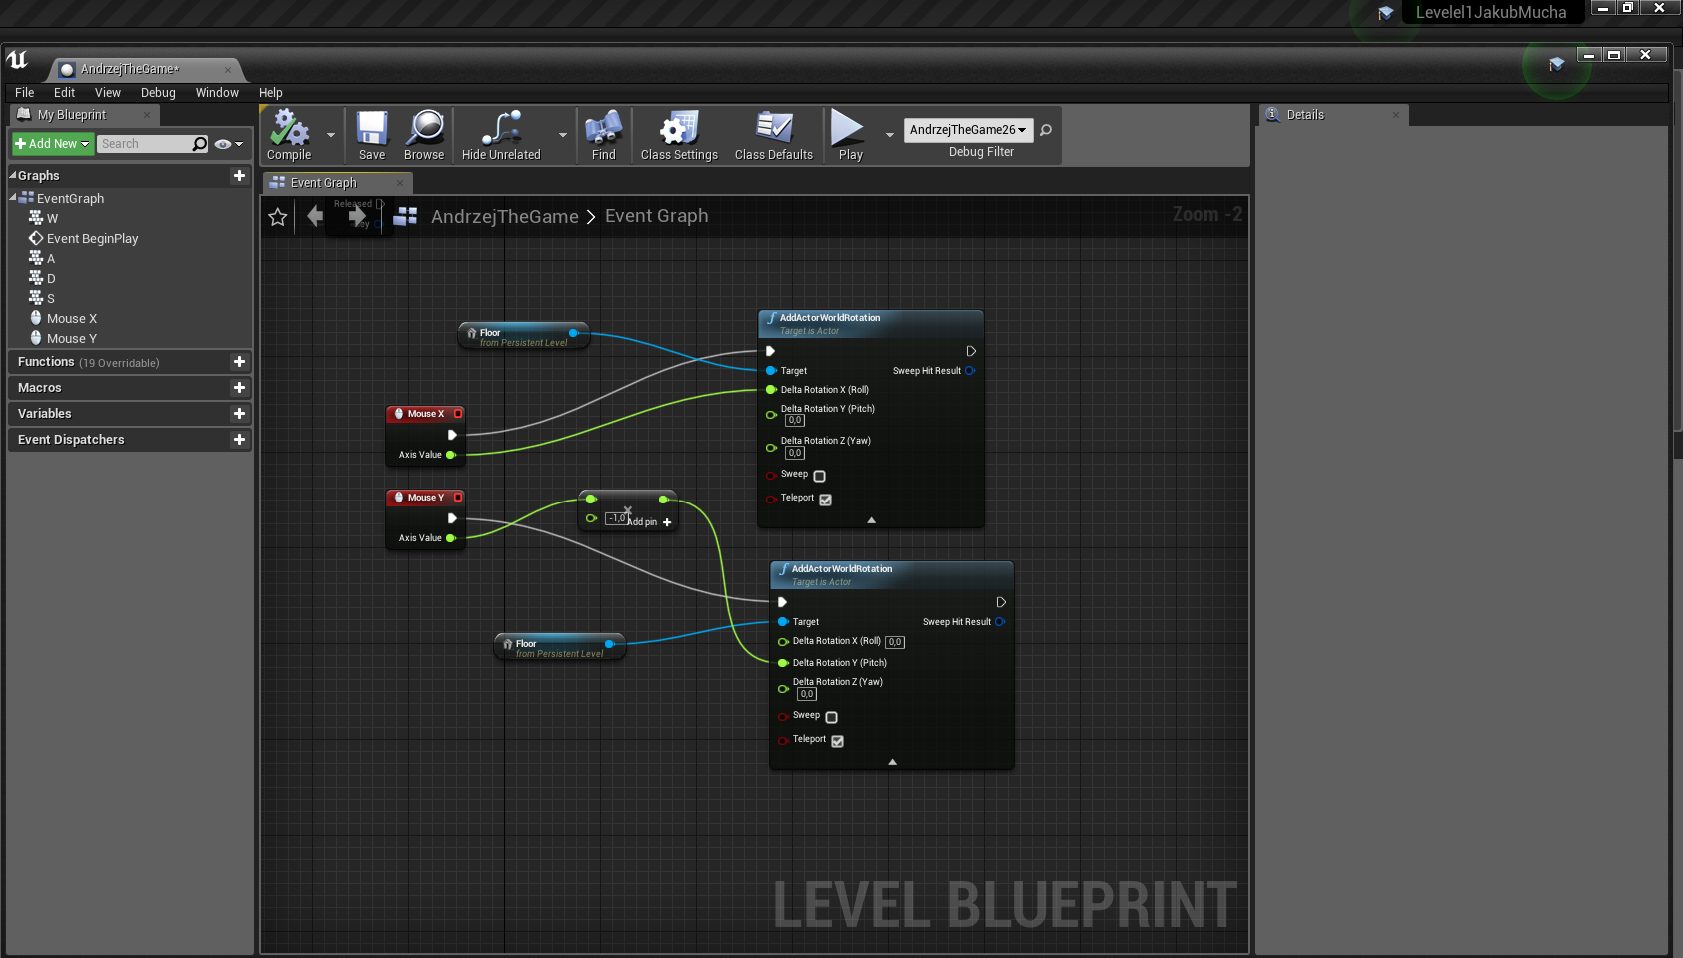 Levelel1JakubMucha
AndrzejTheGame*
File Edit View Debug Window Help
My Blueprint
Add New
Search
Graphs
EventGraph
W
Event BeginPlay
A
D
S
Mouse X
Mouse Y
Functions (19 Overridable)
Macros
Variables
Event Dispatchers
Compile
Save
Browse
Hide Unrelated
Find
Class Settings
Class Defaults
Play
AndrzejTheGame26
Debug Filter
Details
Event Graph
Released
AndrzejTheGame > Event Graph
Zoom -2
Floor
from Persistent Level
AddActorWorldRotation
Target is Actor
Target
Sweep Hit Result
Delta Rotation X (Roll)
Delta Rotation Y (Pitch)
0,0
Delta Rotation Z (Yaw)
0,0
Sweep
Teleport
Mouse X
Axis Value
Mouse Y
Axis Value
-1,0
Add pin
AddActorWorldRotation
Target is Actor
Target
Sweep Hit Result
Delta Rotation X (Roll) 0,0
Delta Rotation Y (Pitch)
Delta Rotation Z (Yaw)
0,0
Sweep
Teleport
Floor
from Persistent Level
LEVEL BLUEPRINT